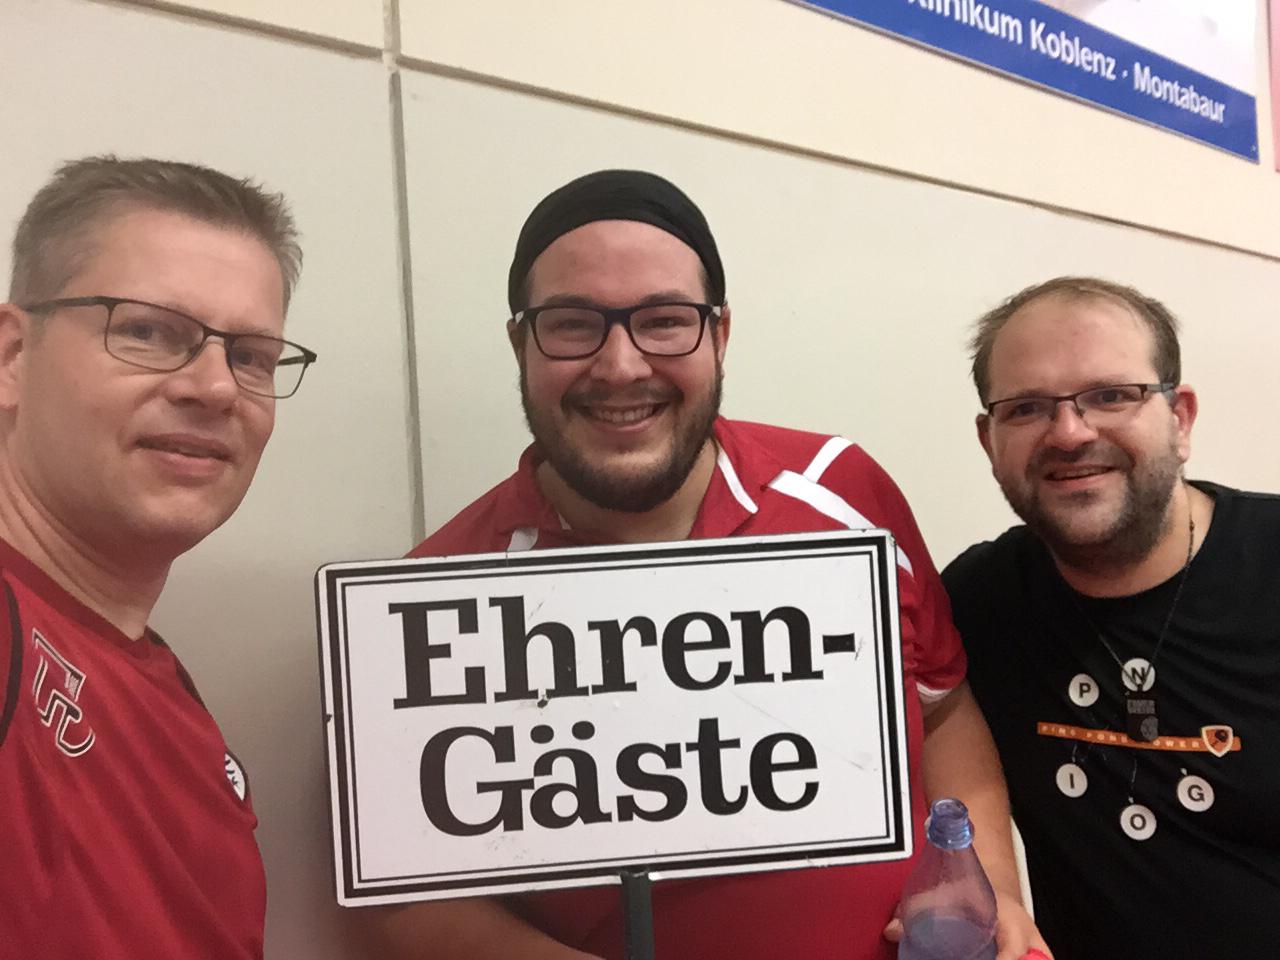 Klinikum Koblenz · Montabaur
Ehren-
Gäste
P
N
PING PONG POWER
I
G
O